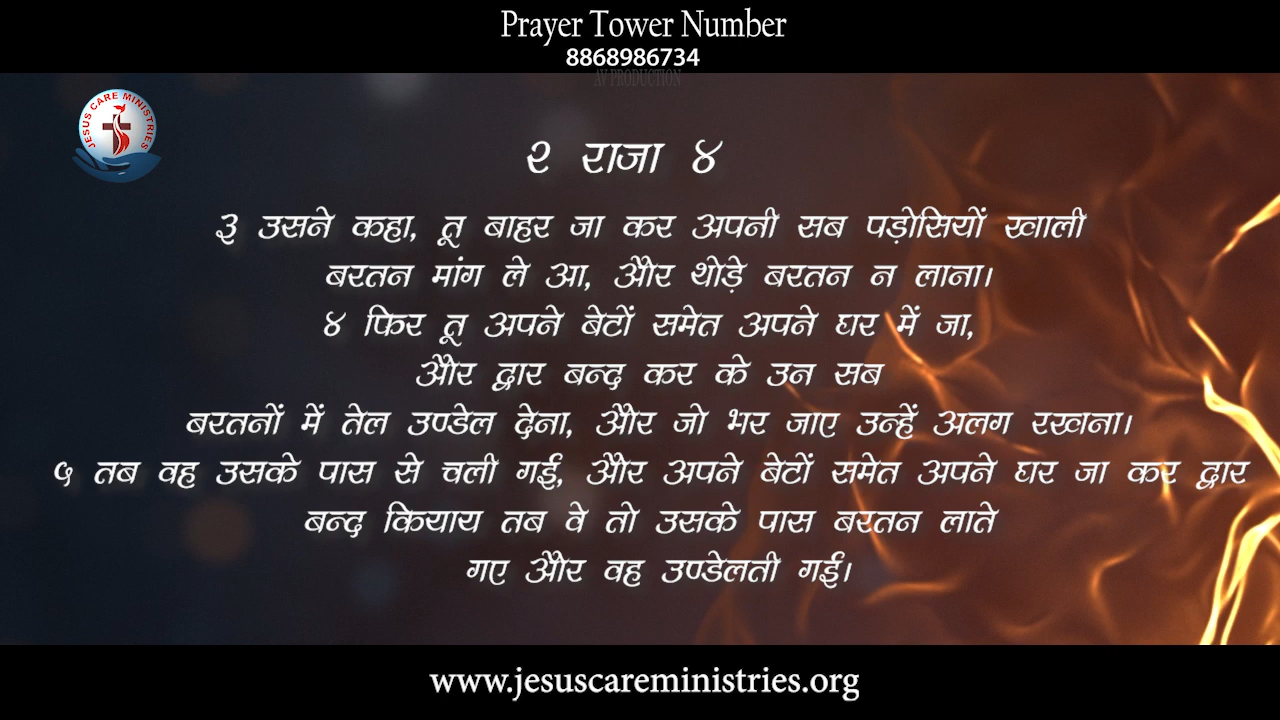 Prayer Tower Number
8868986734
AV PRODUCTION
JESUS CARE MINISTRIES
२ राजा ४
३ उसने कहा, तू बाहर जा कर अपनी सब पड़ोसियों खाली
बरतन मांग ले आ, और थोड़े बरतन न लाना।
४ फिर तू अपने बेटों समेत अपने घर में जा,
और द्वार बन्द कर के उन सब
बरतनों में तेल उण्डेल देना, और जो भर जाए उन्हें अलग रखना।
५ तब वह उसके पास से चली गई, और अपने बेटों समेत अपने घर जा कर द्वार
बन्द कियाय तब वे तो उसके पास बरतन लाते
गए और वह उण्डेलती गई।
www.jesuscareministries.org